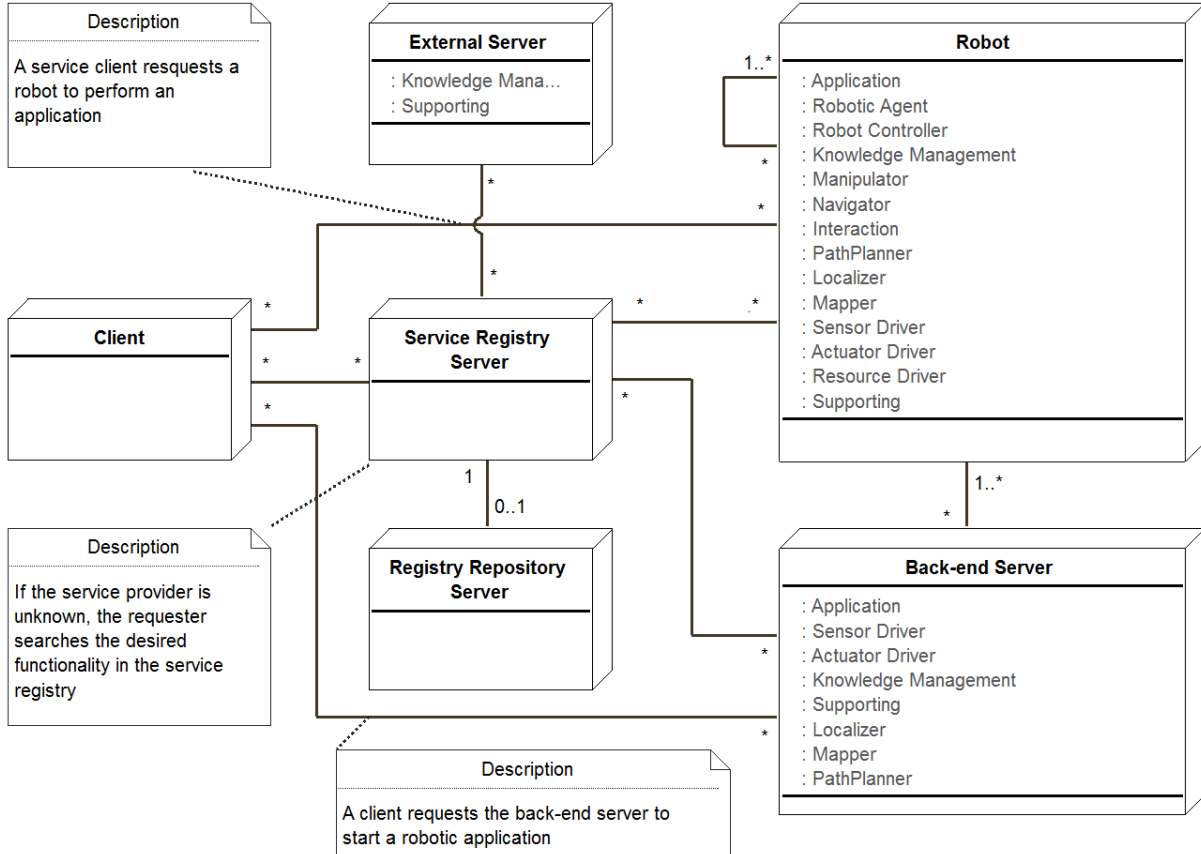 Description
A service client resquests a
robot to perform an
application
External Server
: Knowledge Mana...
: Supporting
Robot
: Application
: Robotic Agent
: Robot Controller
: Knowledge Management
: Manipulator
: Navigator
: Interaction
: PathPlanner
: Localizer
: Mapper
: Sensor Driver
: Actuator Driver
: Resource Driver
: Supporting
1..*
*
*
*
*
*
*
.*
Client
*
*
*
Service Registry
Server
*
1
0..1
1..*
*
Description
If the service provider is
unknown, the requester
searches the desired
functionality in the service
registry
Registry Repository
Server
Back-end Server
: Application
: Sensor Driver
: Actuator Driver
: Knowledge Management
: Supporting
: Localizer
: Mapper
: PathPlanner
*
*
Description
A client requests the back-end server to
start a robotic application